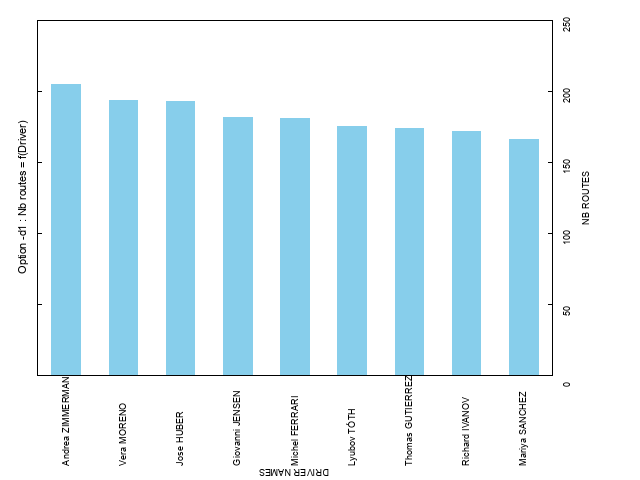 Option -d1 : Nb routes = f(Driver)
250
200
150
100
50
0
NB ROUTES
Andrea ZIMMERMAN
Vera MORENO
Jose HUBER
Giovanni JENSEN
Michel FERRARI
Lyubov TÓTH
Thomas GUTIERREZ
Richard IVANOV
Mariya SANCHEZ
DRIVER NAMES